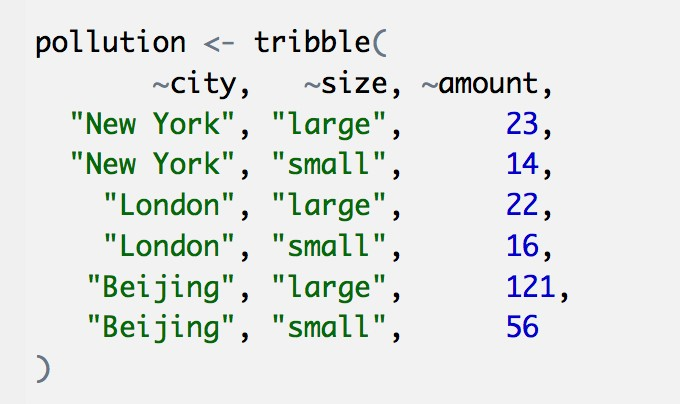 pollution <- tribble(
~city, ~size, ~amount,
"New York", "large", 23,
"New York", "small", 14,
"London", "large", 22,
"London", "small", 16,
"Beijing", "large", 121,
"Beijing", "small", 56
)